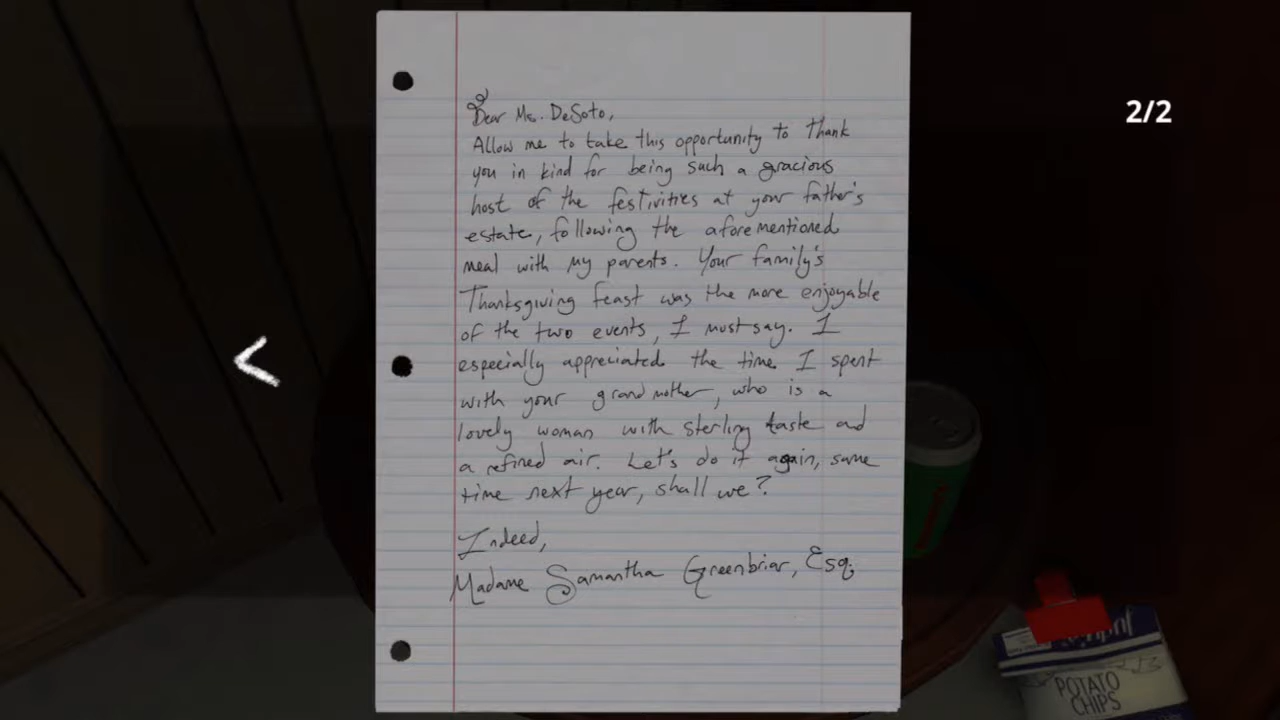 2/2
Dear Ms. DeSoto,
Allow me to take this opportunity to thank
you in kind for being such a gracious
host of the festivities at your father's
estate, following the aforementioned
meal with my parents. Your family's
Thanksgiving feast was the more enjoyable
of the two events, I must say. I
especially appreciated the time I spent
with your grandmother, who is a
lovely woman with sterling taste and
a refined air. Let's do it again, same
time next year, shall we?
Indeed,
Madame Samantha Greenbriar, Esq.
POTATO
CHIPS